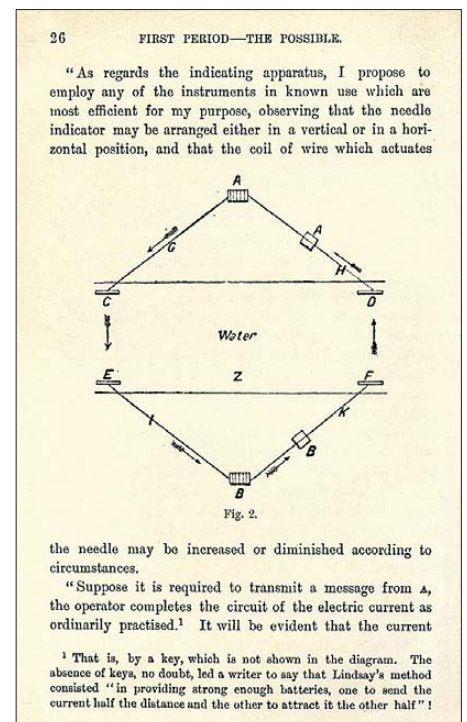 26 FIRST PERIOD—THE POSSIBLE.
“As regards the indicating apparatus, I propose to
employ any of the instruments in known use which are
most efficient for my purpose, observing that the needle
indicator may be arranged either in a vertical or in a hori-
zontal position, and that the coil of wire which actuates
A
A
G
H
C
D
Water
E
Z
F
I
K
B
B
Fig. 2.
the needle may be increased or diminished according to
circumstances.
“Suppose it is required to transmit a message from A,
the operator completes the circuit of the electric current as
ordinarily practised.¹ It will be evident that the current
¹ That is, by a key, which is not shown in the diagram. The
absence of keys, no doubt, led a writer to say that Lindsay's method
consisted “in providing strong enough batteries, one to send the
current half the distance and the other to attract it the other half”!